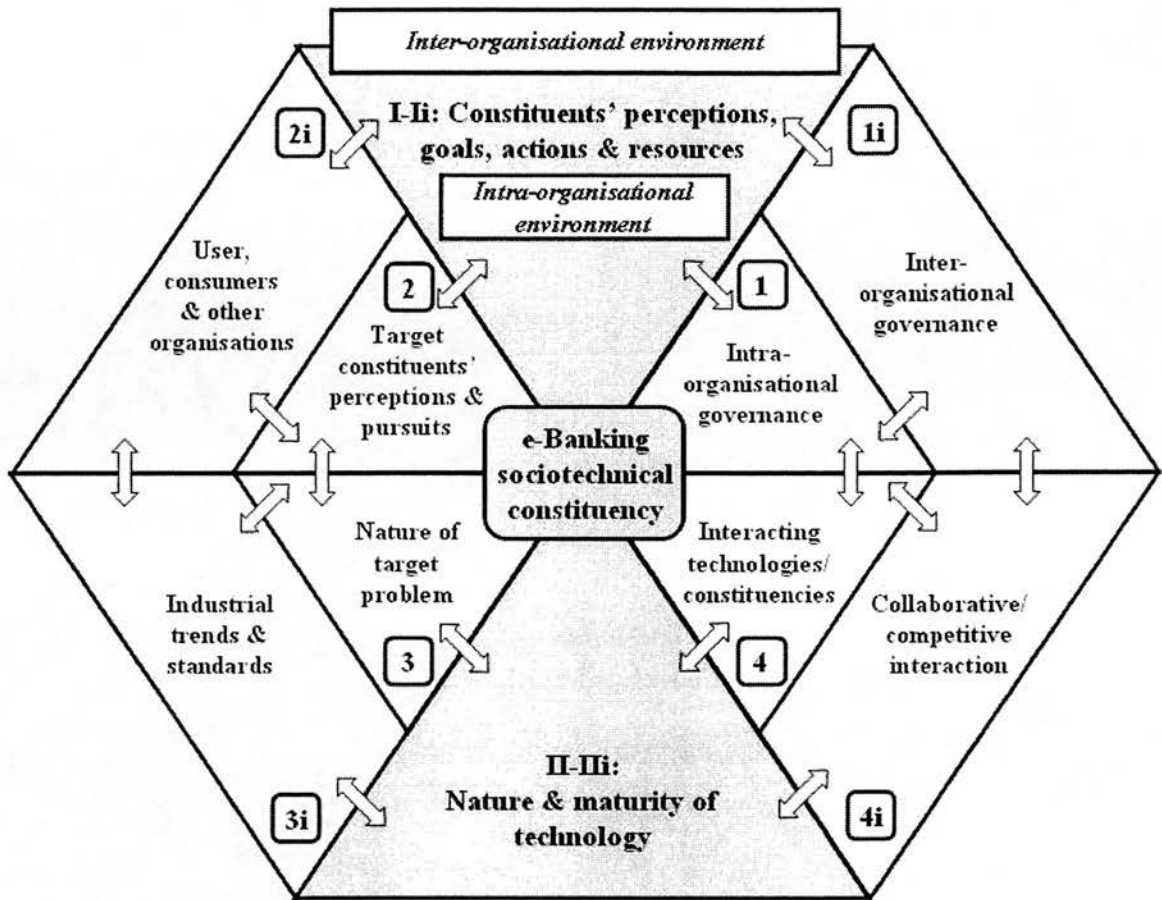 Inter-organisational environment
I-Ii: Constituents' perceptions,
goals, actions & resources
Intra-organisational
environment
2i
1i
User,
consumers
& other
organisations
2
Target
constituents'
perceptions &
pursuits
1
Intra-
organisational
governance
Inter-
organisational
governance
e-Banking
sociotechnical
constituency
Industrial
trends &
standards
Nature of
target
problem
3
Interacting
technologies/
constituencies
4
Collaborative/
competitive
interaction
3i
II-IIi:
Nature & maturity of
technology
4i